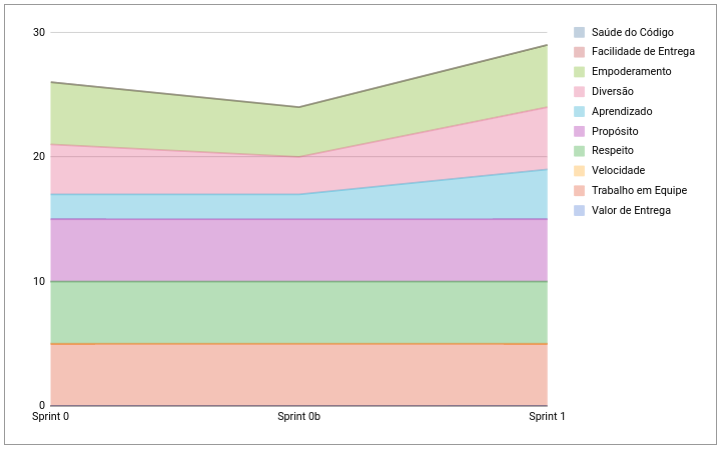 30
20
10
0
Sprint 0
Sprint 0b
Sprint 1
Saúde do Código
Facilidade de Entrega
Empoderamento
Diversão
Aprendizado
Propósito
Respeito
Velocidade
Trabalho em Equipe
Valor de Entrega